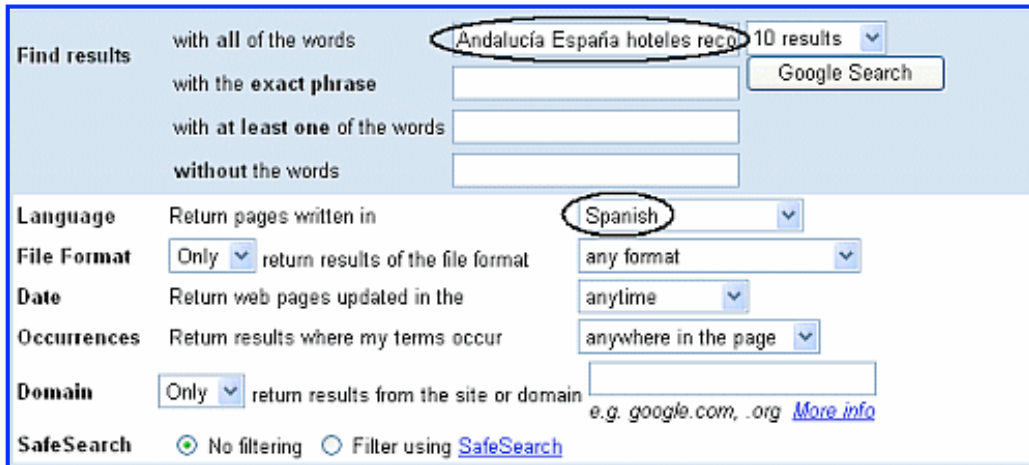 Find results
with all of the words Andalucía España hoteles reco 10 results
with the exact phrase Google Search
with at least one of the words
without the words
Language Return pages written in Spanish
File Format Only return results of the file format any format
Date Return web pages updated in the anytime
Occurrences Return results where my terms occur anywhere in the page
Domain Only return results from the site or domain
e.g. google.com, .org More info
SafeSearch No filtering Filter using SafeSearch